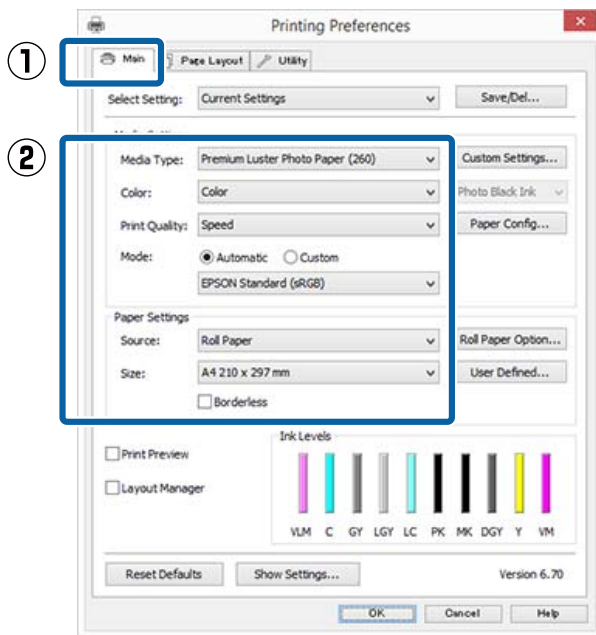 Printing Preferences
①
Main Page Layout Utility
Select Setting: Current Settings Save/Del...
②
Media Type: Premium Luster Photo Paper (260) Custom Settings...
Color: Color Photo Black Ink
Print Quality: Speed Paper Config...
Mode: Automatic Custom
EPSON Standard (sRGB)
Paper Settings
Source: Roll Paper Roll Paper Option...
Size: A4 210 x 297 mm User Defined...
Borderless
Ink Levels
Print Preview
Layout Manager
VLM C GY LGY LC PK MK DGY Y VM
Reset Defaults Show Settings... Version 6.70
OK Cancel Help